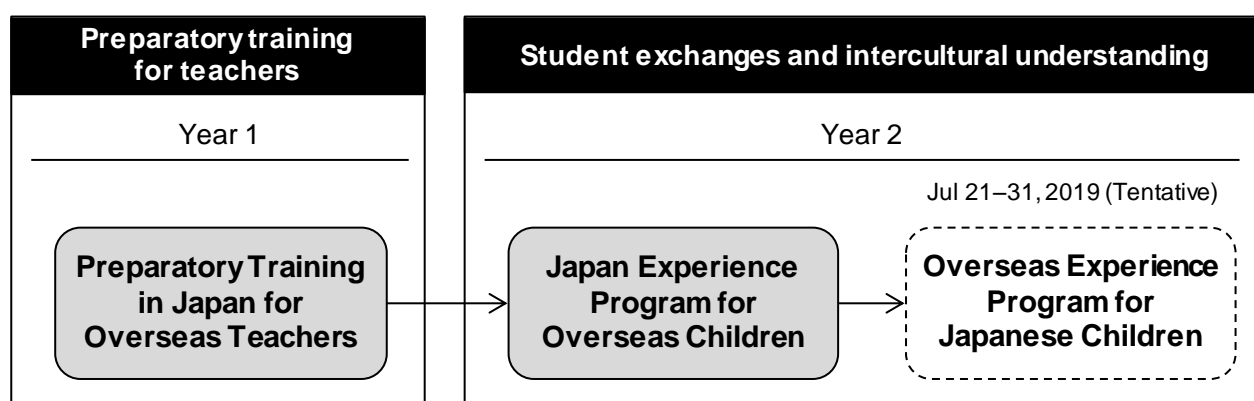 Preparatory training
for teachers
Year 1
Preparatory Training
in Japan for
Overseas Teachers
Student exchanges and intercultural understanding
Year 2
Jul 21–31, 2019 (Tentative)
Japan Experience
Program for
Overseas Children
Overseas Experience
Program for
Japanese Children